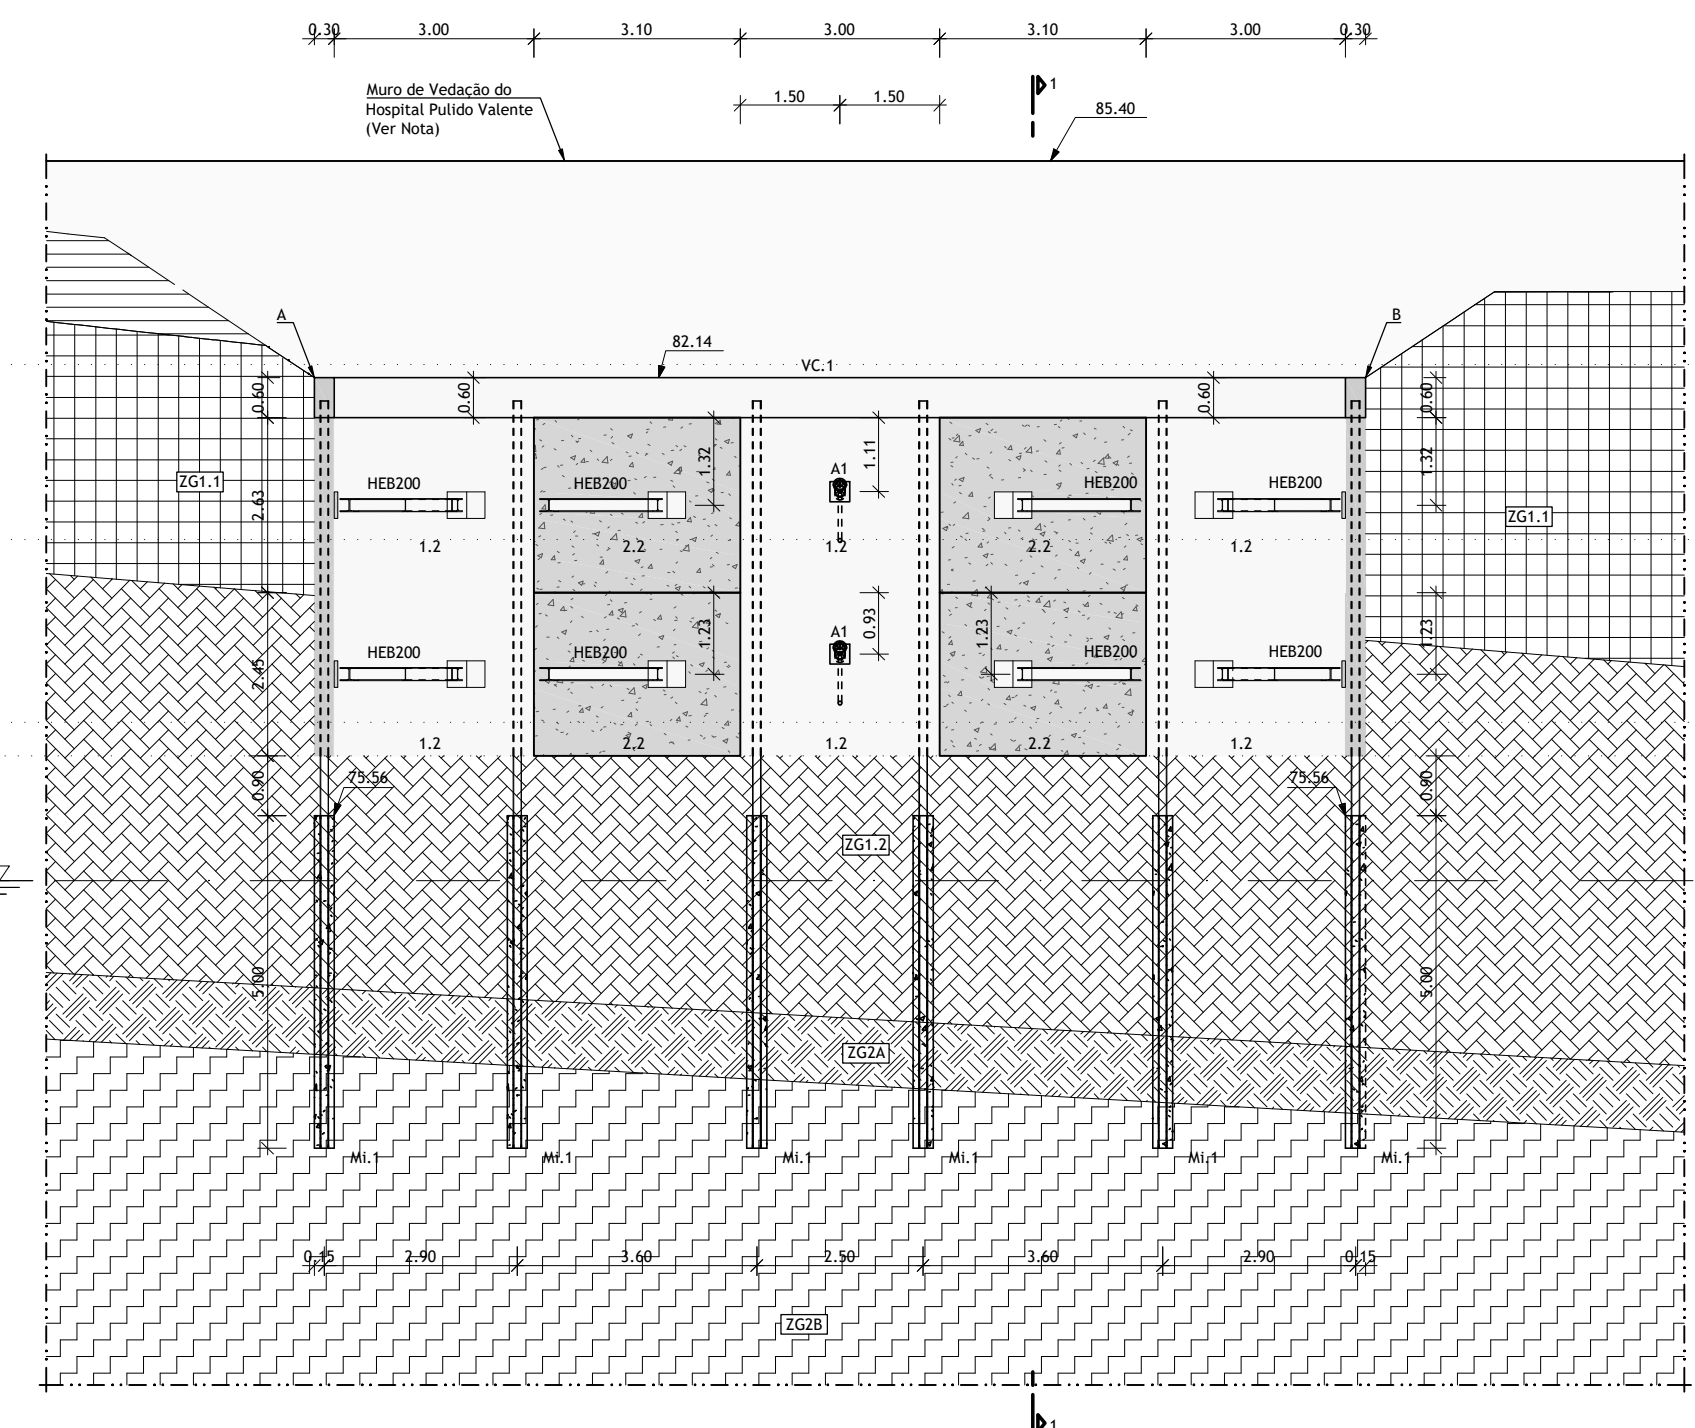 0.30 3.00 3.10 3.00 3.10 3.00 0.30
1
Muro de Vedação do
Hospital Pulido Valente
(Ver Nota)
1.50 1.50
85.40
A
B
82.14
VC.1
0.60 0.60 0.60 0.60
1.32 1.11 1.32
A1
HEB200 HEB200 HEB200 HEB200
ZG1.1
2.63
ZG1.1
1.2 2.2 1.2 2.2 1.2
1.23 0.93 1.23 1.23
A1
HEB200 HEB200 HEB200 HEB200
2.45
1.2 2.2 1.2 2.2 1.2
0.90 75.56 75.56 0.90
ZG1.2
5.00 5.00
ZG2A
Mi.1 Mi.1 Mi.1 Mi.1 Mi.1 Mi.1
0.15 2.90 3.60 2.50 3.60 2.90 0.15
ZG2B
1